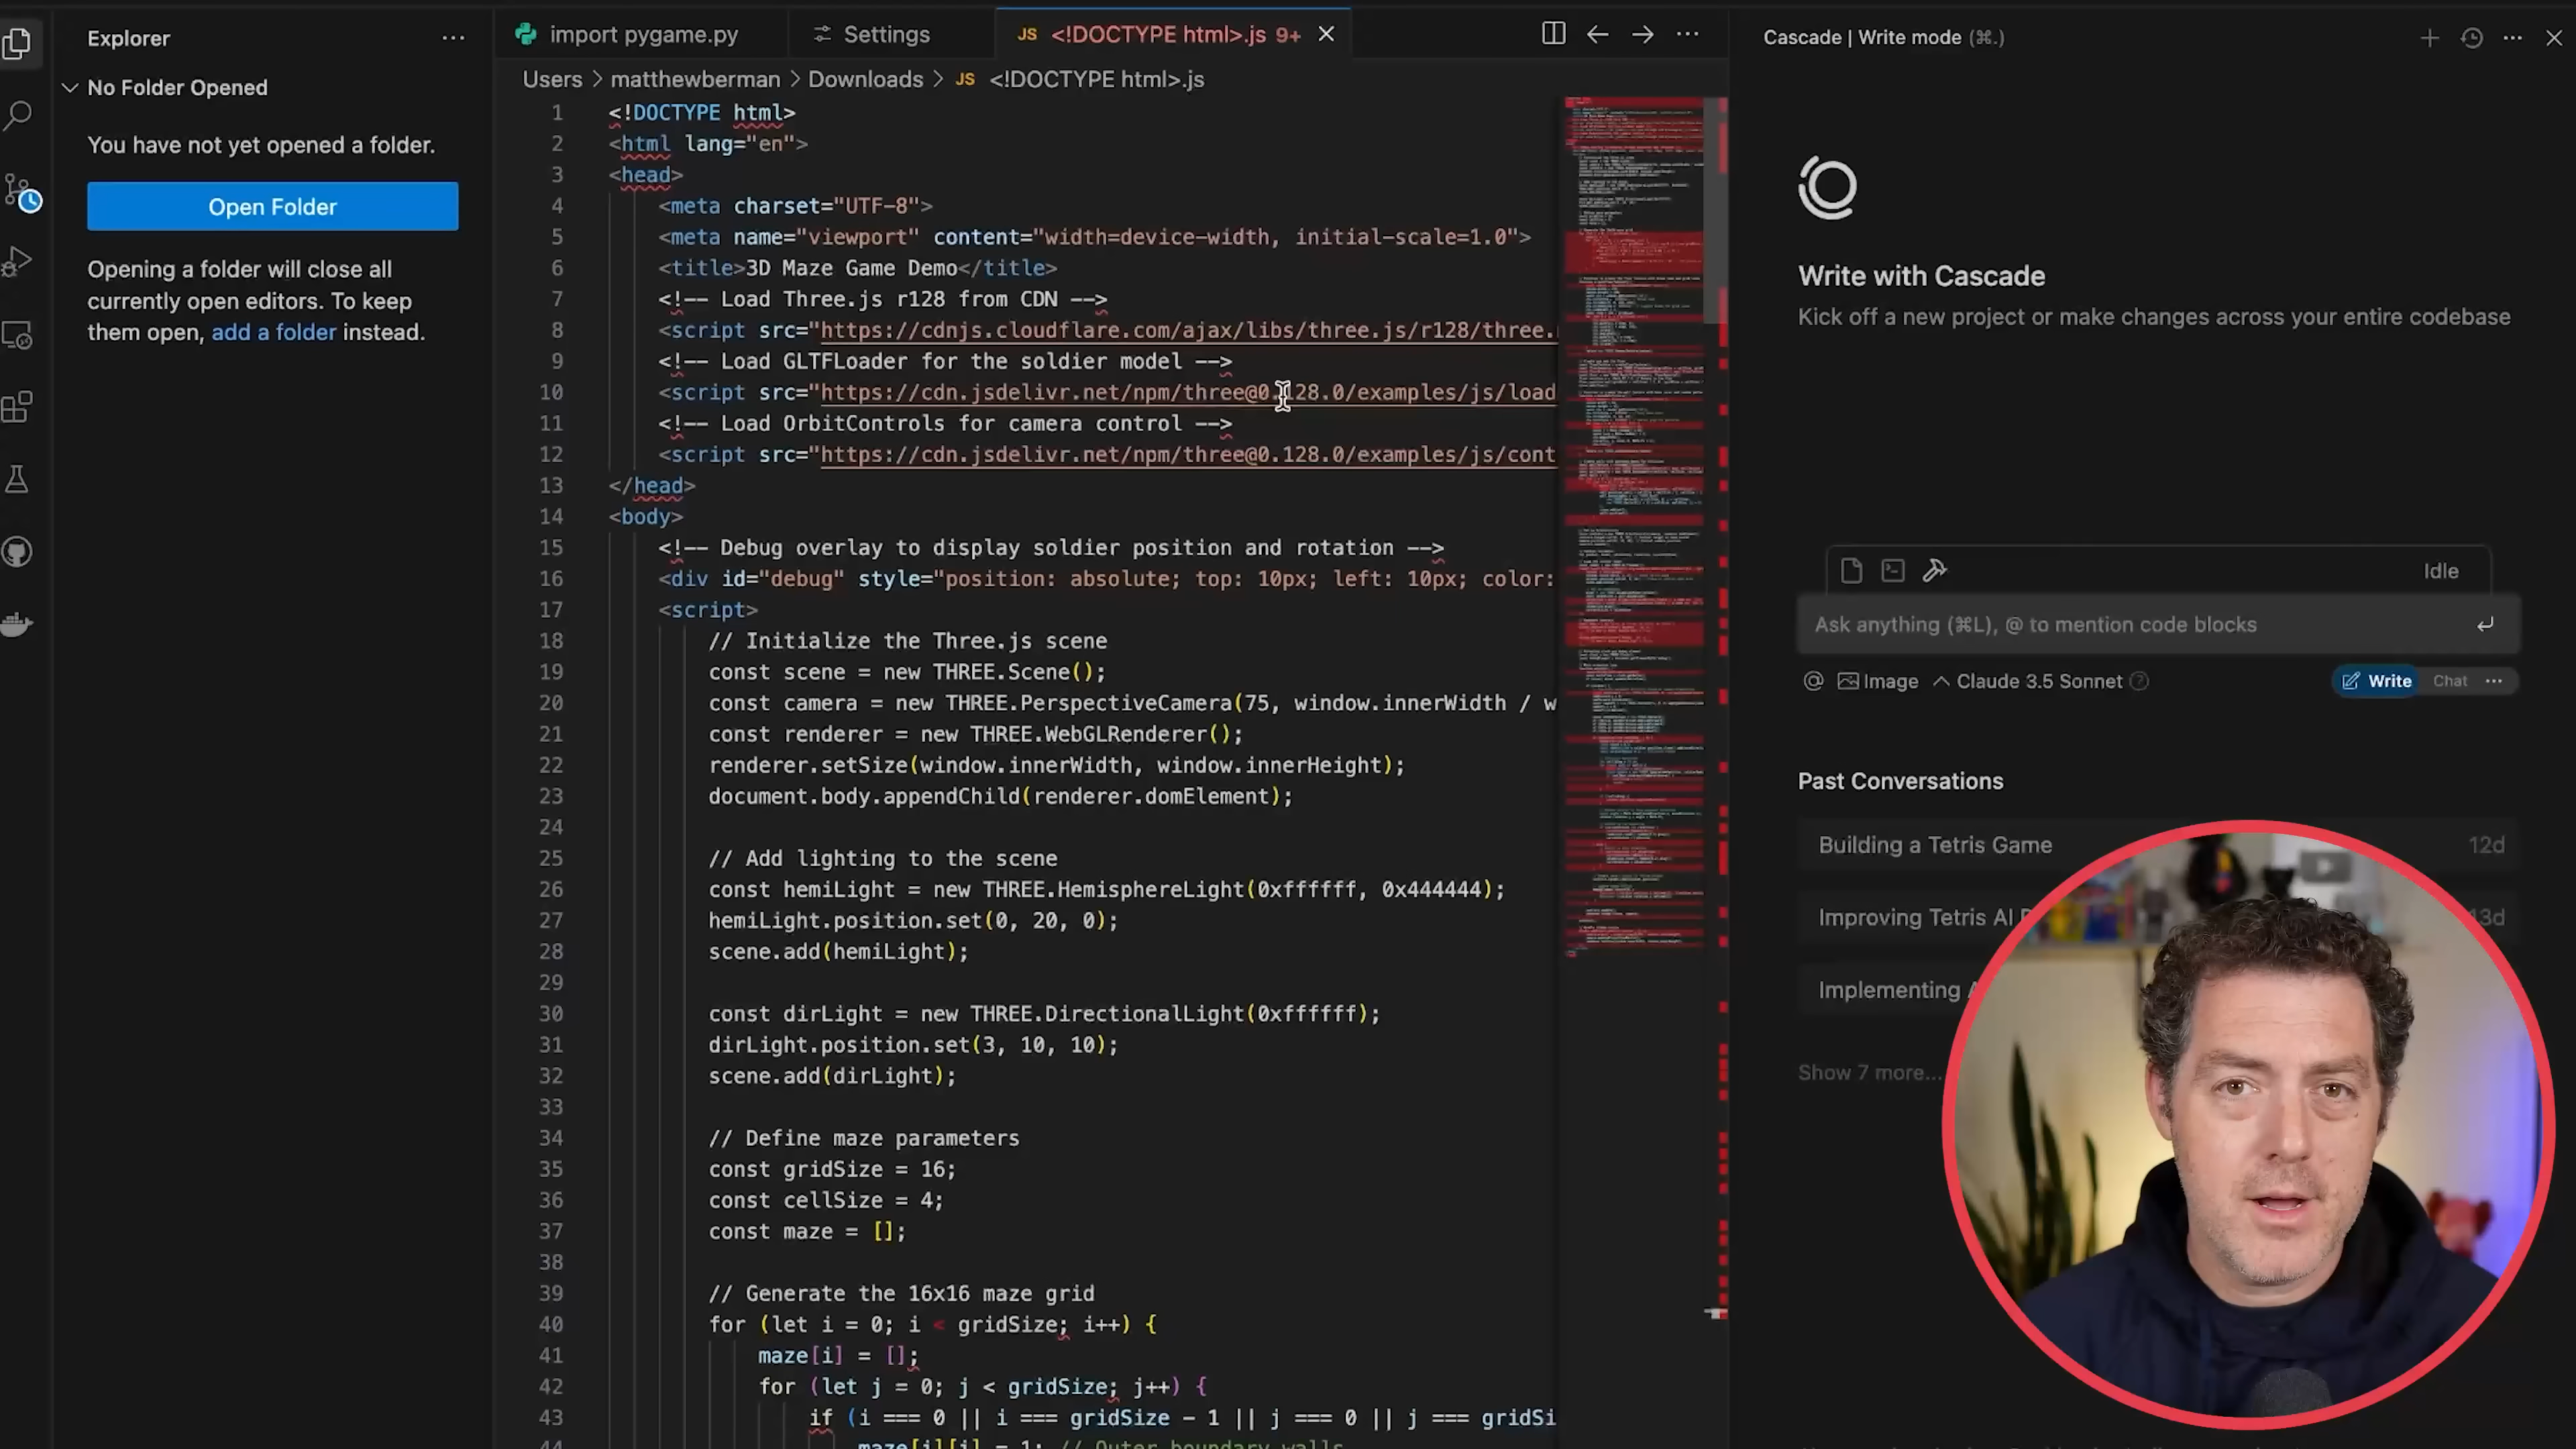 Explorer
No Folder Opened
You have not yet opened a folder.
Open Folder
Opening a folder will close all
currently open editors. To keep
them open, add a folder instead.
import pygame.py
Settings
JS <!DOCTYPE html>.js 9+
Users > matthewberman > Downloads > JS <!DOCTYPE html>.js
1 <!DOCTYPE html>
2 <html lang="en">
3 <head>
4 <meta charset="UTF-8">
5 <meta name="viewport" content="width=device-width, initial-scale=1.0">
6 <title>3D Maze Game Demo</title>
7 <!-- Load Three.js r128 from CDN -->
8 <script src="https://cdnjs.cloudflare.com/ajax/libs/three.js/r128/three.
9 <!-- Load GLTFLoader for the soldier model -->
10 <script src="https://cdn.jsdelivr.net/npm/three@0.128.0/examples/js/load
11 <!-- Load OrbitControls for camera control -->
12 <script src="https://cdn.jsdelivr.net/npm/three@0.128.0/examples/js/cont
13 </head>
14 <body>
15 <!-- Debug overlay to display soldier position and rotation -->
16 <div id="debug" style="position: absolute; top: 10px; left: 10px; color:
17 <script>
18 // Initialize the Three.js scene
19 const scene = new THREE.Scene();
20 const camera = new THREE.PerspectiveCamera(75, window.innerWidth / w
21 const renderer = new THREE.WebGLRenderer();
22 renderer.setSize(window.innerWidth, window.innerHeight);
23 document.body.appendChild(renderer.domElement);
24
25 // Add lighting to the scene
26 const hemiLight = new THREE.HemisphereLight(0xffffff, 0x444444);
27 hemiLight.position.set(0, 20, 0);
28 scene.add(hemiLight);
29
30 const dirLight = new THREE.DirectionalLight(0xffffff);
31 dirLight.position.set(3, 10, 10);
32 scene.add(dirLight);
33
34 // Define maze parameters
35 const gridSize = 16;
36 const cellSize = 4;
37 const maze = [];
38
39 // Generate the 16x16 maze grid
40 for (let i = 0; i < gridSize; i++) {
41 maze[i] = [];
42 for (let j = 0; j < gridSize; j++) {
43 if (i === 0 || i === gridSize - 1 || j === 0 || j === gridSi
44 maze[i][j] = 1; // Outer boundary walls
Cascade | Write mode (⌘.)
Write with Cascade
Kick off a new project or make changes across your entire codebase
Idle
Ask anything (⌘L), @ to mention code blocks
@ Image Claude 3.5 Sonnet
Write Chat
Past Conversations
Building a Tetris Game 12d
Improving Tetris AI 13d
Implementing
Show 7 more...